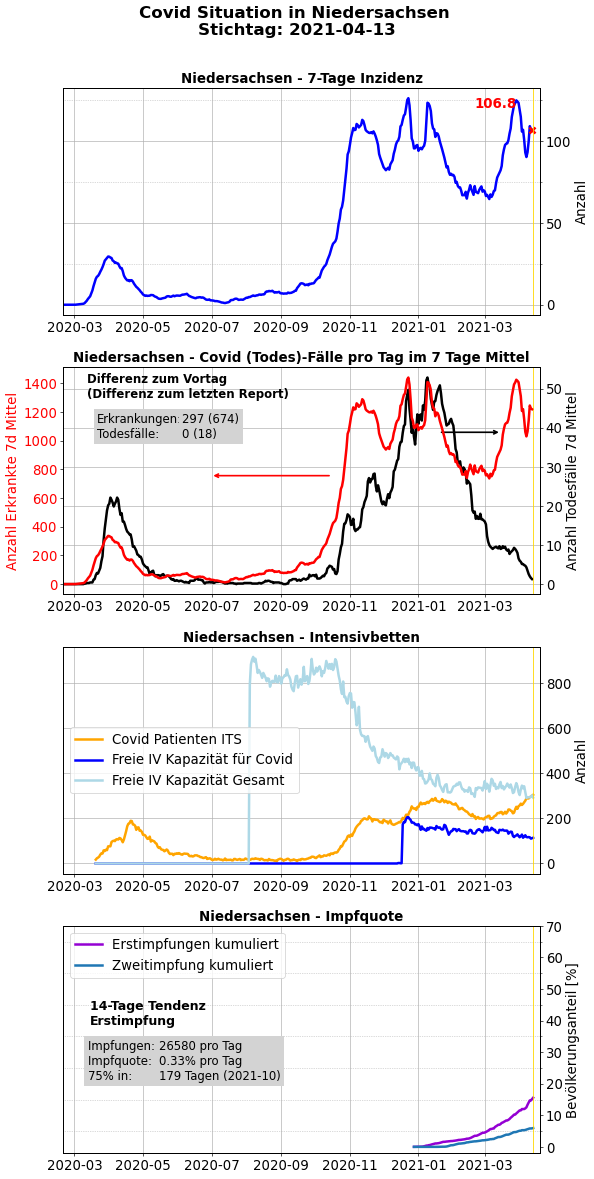 Covid Situation in Niedersachsen
Stichtag: 2021-04-13
Niedersachsen - 7-Tage Inzidenz
106.8
100
50
0
Anzahl
2020-03 2020-05 2020-07 2020-09 2020-11 2021-01 2021-03
Niedersachsen - Covid (Todes)-Fälle pro Tag im 7 Tage Mittel
Differenz zum Vortag
(Differenz zum letzten Report)
Erkrankungen: 297 (674)
Todesfälle: 0 (18)
Anzahl Erkrankte 7d Mittel
1400
1200
1000
800
600
400
200
0
50
40
30
20
10
0
Anzahl Todesfälle 7d Mittel
2020-03 2020-05 2020-07 2020-09 2020-11 2021-01 2021-03
Niedersachsen - Intensivbetten
Covid Patienten ITS
Freie IV Kapazität für Covid
Freie IV Kapazität Gesamt
800
600
400
200
0
Anzahl
2020-03 2020-05 2020-07 2020-09 2020-11 2021-01 2021-03
Niedersachsen - Impfquote
Erstimpfungen kumuliert
Zweitimpfung kumuliert
14-Tage Tendenz
Erstimpfung
Impfungen: 26580 pro Tag
Impfquote: 0.33% pro Tag
75% in: 179 Tagen (2021-10)
70
60
50
40
30
20
10
0
Bevölkerungsanteil [%]
2020-03 2020-05 2020-07 2020-09 2020-11 2021-01 2021-03